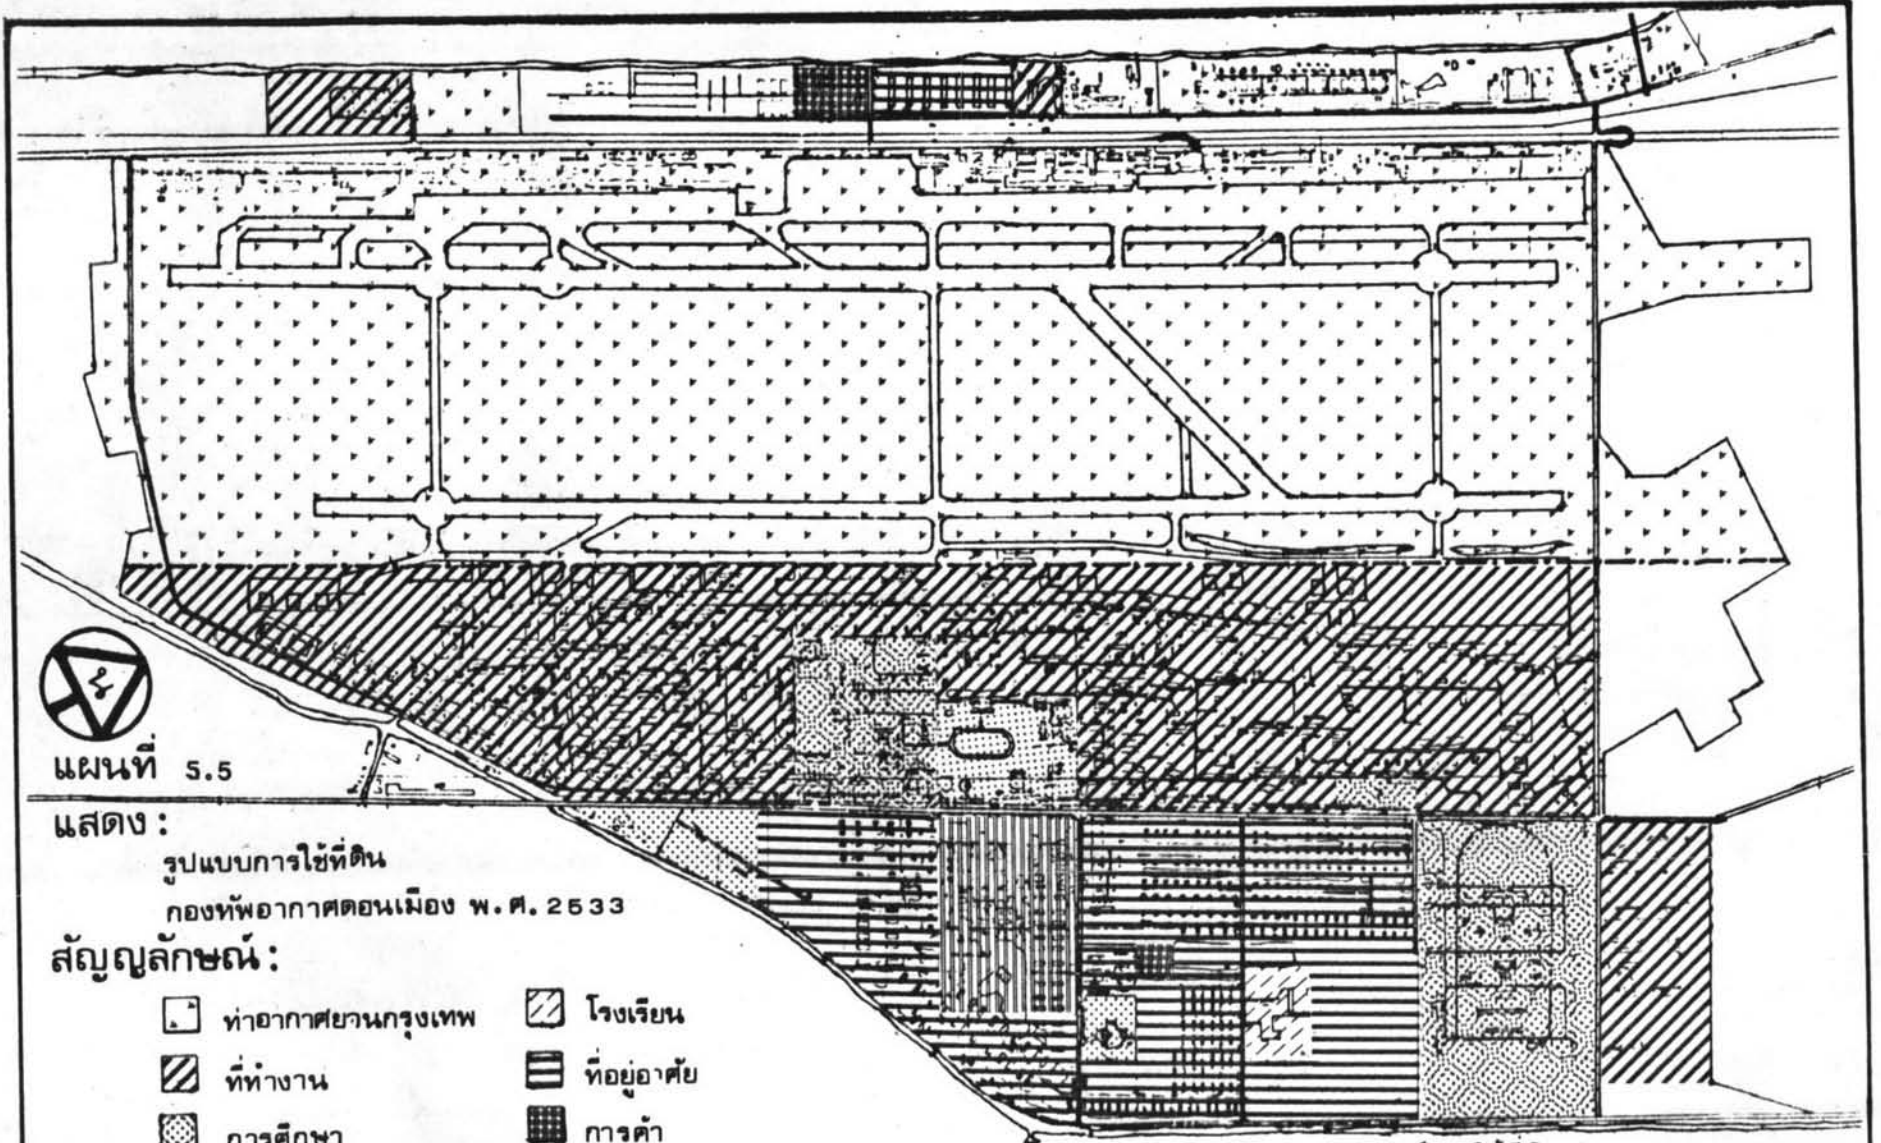 แผนที่ 5.5
แสดง :
รูปแบบการใช้ที่ดิน
กองทัพอากาศดอนเมือง พ.ศ. 2533
สัญญลักษณ์ :
ท่าอากาศยานกรุงเทพ
โรงเรียน
ที่ทำงาน
ที่อยู่อาศัย
การศึกษา
การค้า